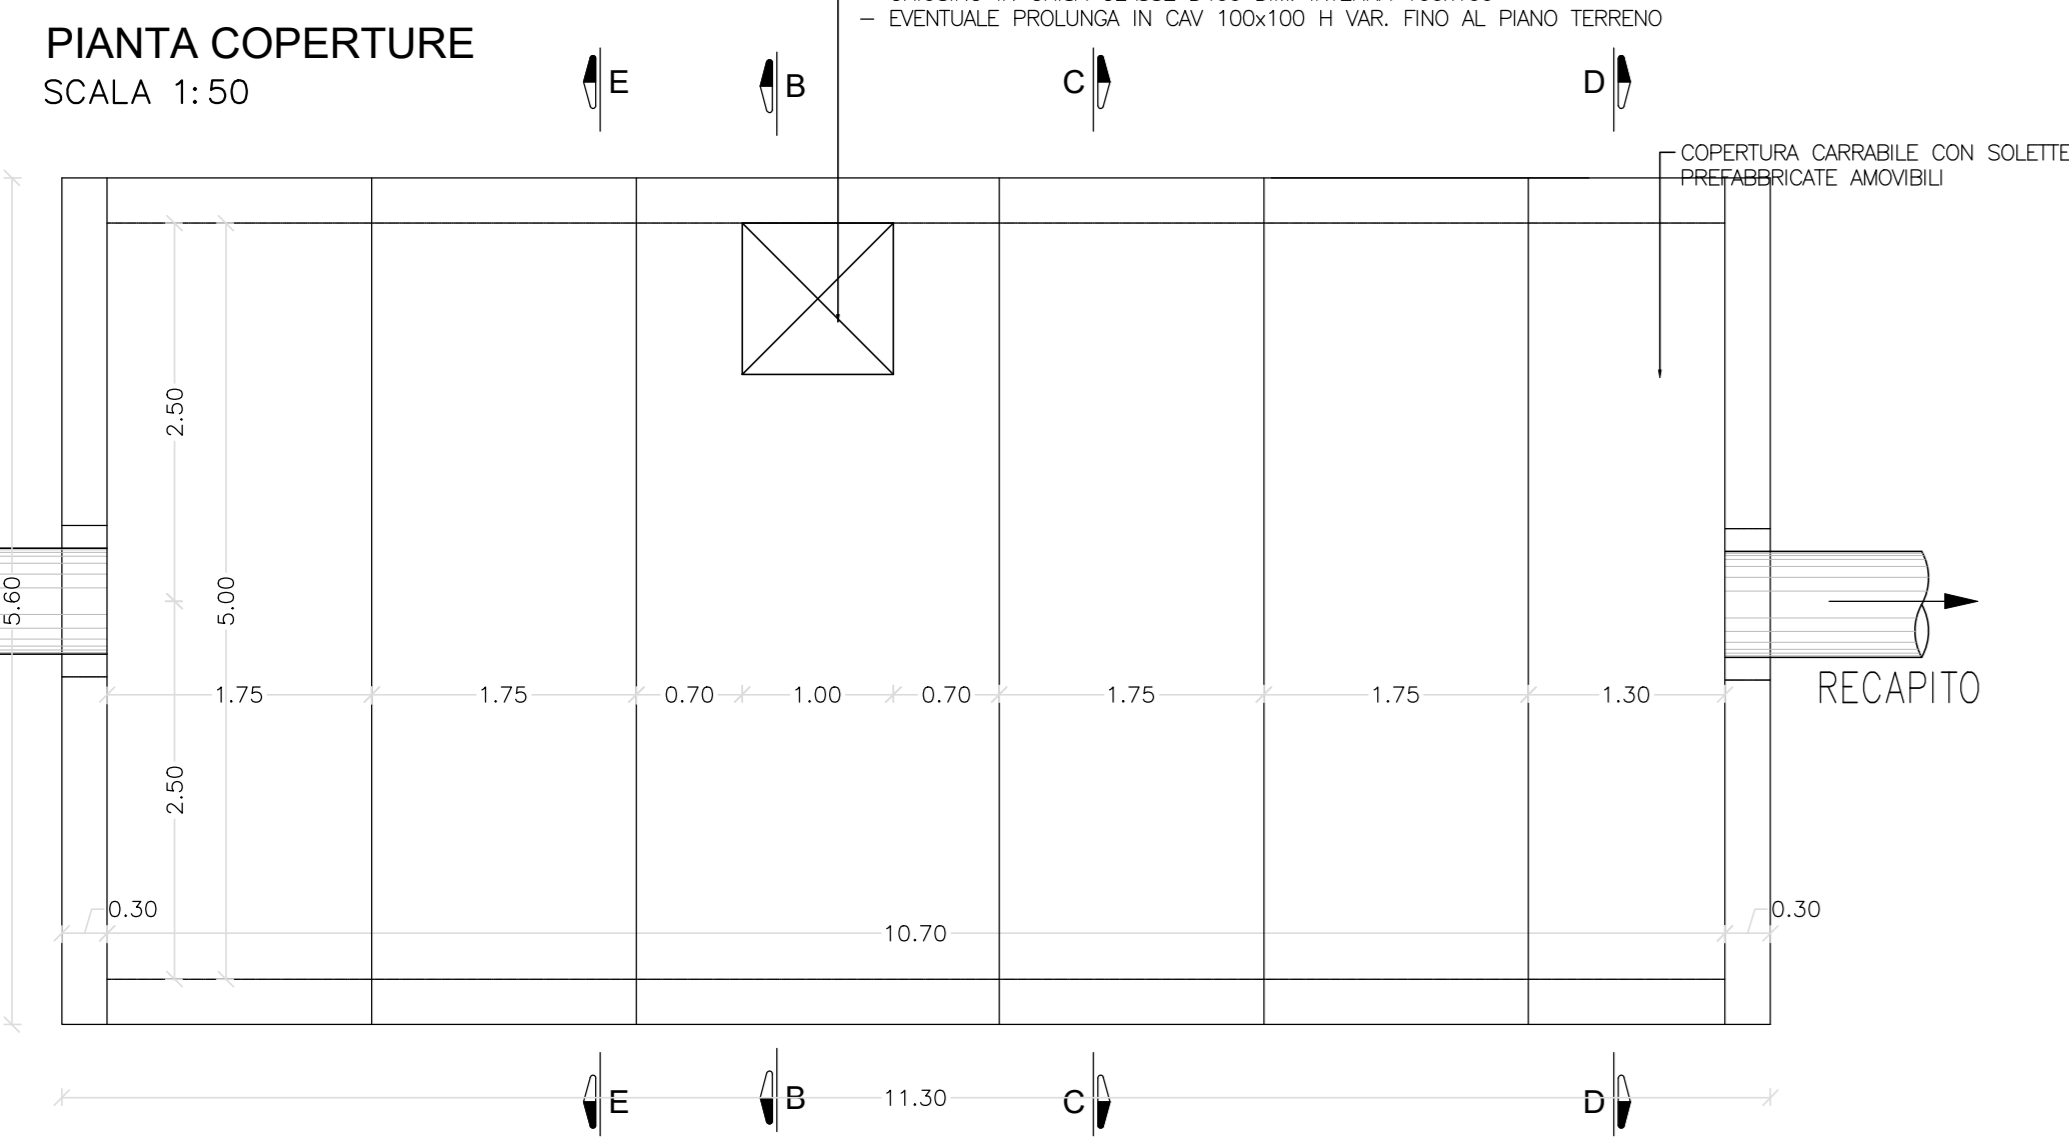 – EVENTUALE PROLUNGA IN CAV 100x100 H VAR. FINO AL PIANO TERRENO
PIANTA COPERTURE
SCALA 1:50
E
B
C
D
COPERTURA CARRABILE CON SOLETTE
PREFABBRICATE AMOVIBILI
2.50
5.60
5.00
1.75
1.75
0.70
1.00
0.70
1.75
1.75
1.30
RECAPITO
2.50
0.30
10.70
0.30
E
B
11.30
C
D